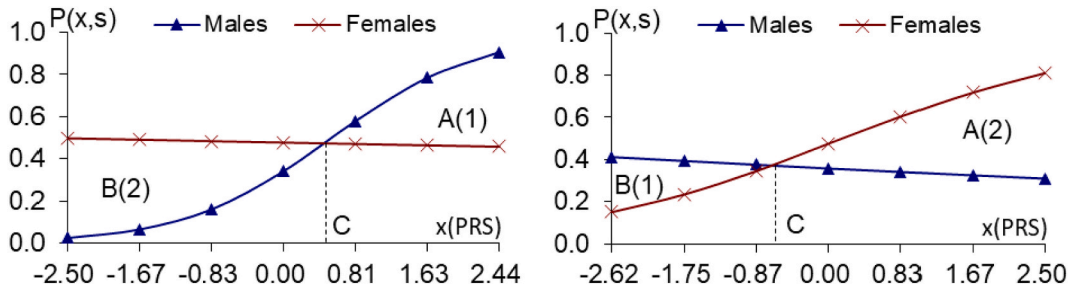 P(x,s) Males Females
1.0
0.8
A(1)
0.6
0.4
B(2)
0.2
C x(PRS)
0.0
-2.50 -1.67 -0.83 0.00 0.81 1.63 2.44
P(x,s) Males Females
1.0
0.8
A(2)
0.6
0.4
B(1)
0.2
C x(PRS)
0.0
-2.62 -1.75 -0.87 0.00 0.83 1.67 2.50